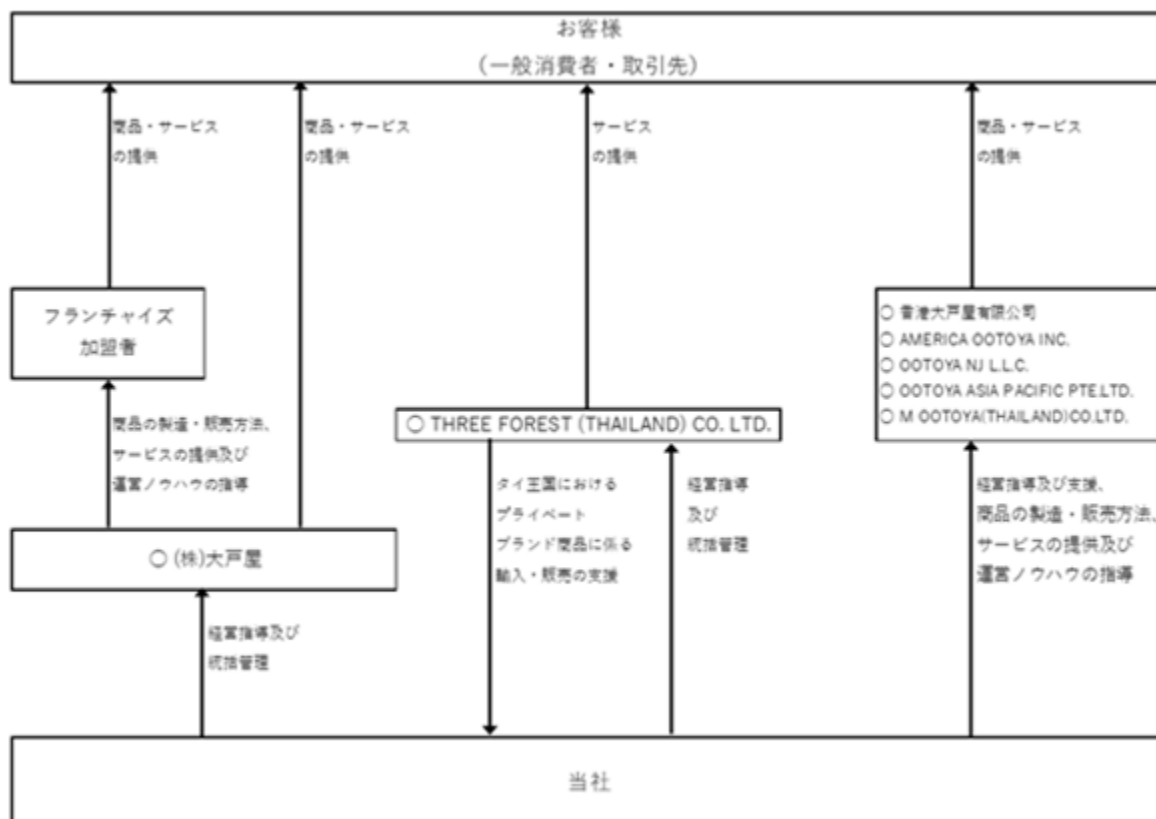 お客様
（一般消費者・取引先）
商品・サービス
の提供
商品・サービス
の提供
サービス
の提供
商品・サービス
の提供
フランチャイズ
加盟者
○ 香港大戸屋有限公司
○ AMERICA OOTOYA INC.
○ OOTOYA NJ L.L.C.
○ OOTOYA ASIA PACIFIC PTE.LTD.
○ M OOTOYA(THAILAND)CO.LTD.
○ THREE FOREST (THAILAND) CO. LTD.
商品の製造・販売方法、
サービスの提供及び
運営ノウハウの指導
タイ王国における
プライベート
ブランド商品に係る
輸入・販売の支援
経営指導
及び
統括管理
経営指導及び支援、
商品の製造・販売方法、
サービスの提供及び
運営ノウハウの指導
○ (株)大戸屋
経営指導及び
統括管理
当社